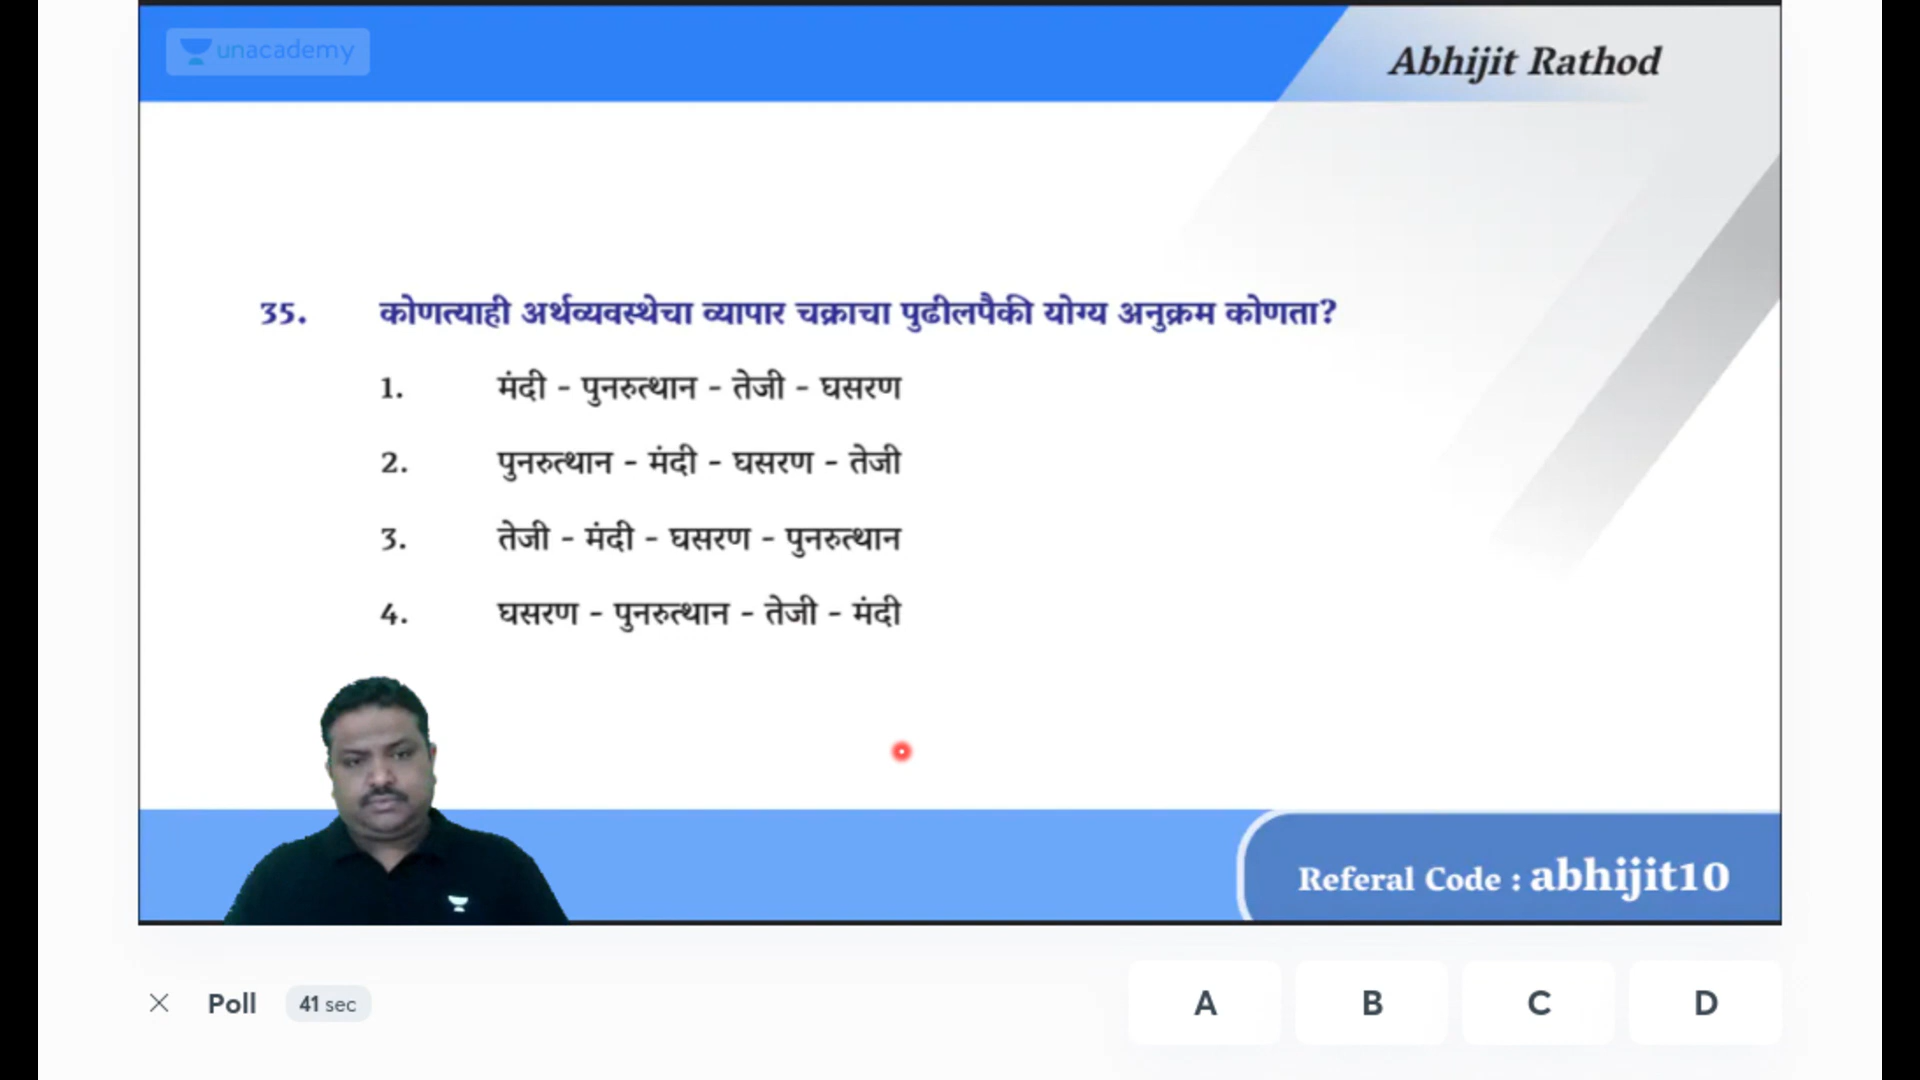 unacademy
Abhijit Rathod
35. कोणत्याही अर्थव्यवस्थेचा व्यापार चक्राचा पुढीलपैकी योग्य अनुक्रम कोणता?
1. मंदी - पुनरुत्थान - तेजी - घसरण
2. पुनरुत्थान - मंदी - घसरण - तेजी
3. तेजी - मंदी - घसरण - पुनरुत्थान
4. घसरण - पुनरुत्थान - तेजी - मंदी
Referal Code : abhijit10
Poll 41 sec A B C D